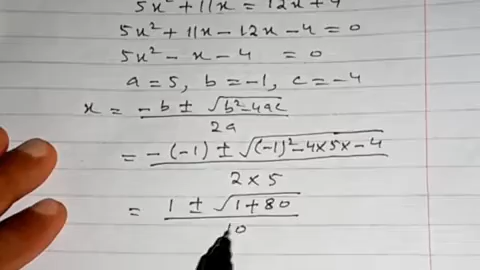 5x² + 11x = 12x + 4
5x² + 11x - 12x - 4 = 0
5x² - x - 4 = 0
a = 5, b = -1, c = -4
x = (-b ± √(b² - 4ac)) / 2a
= (-(-1) ± √((-1)² - 4×5×-4)) / (2×5)
= (1 ± √(1 + 80)) / 10